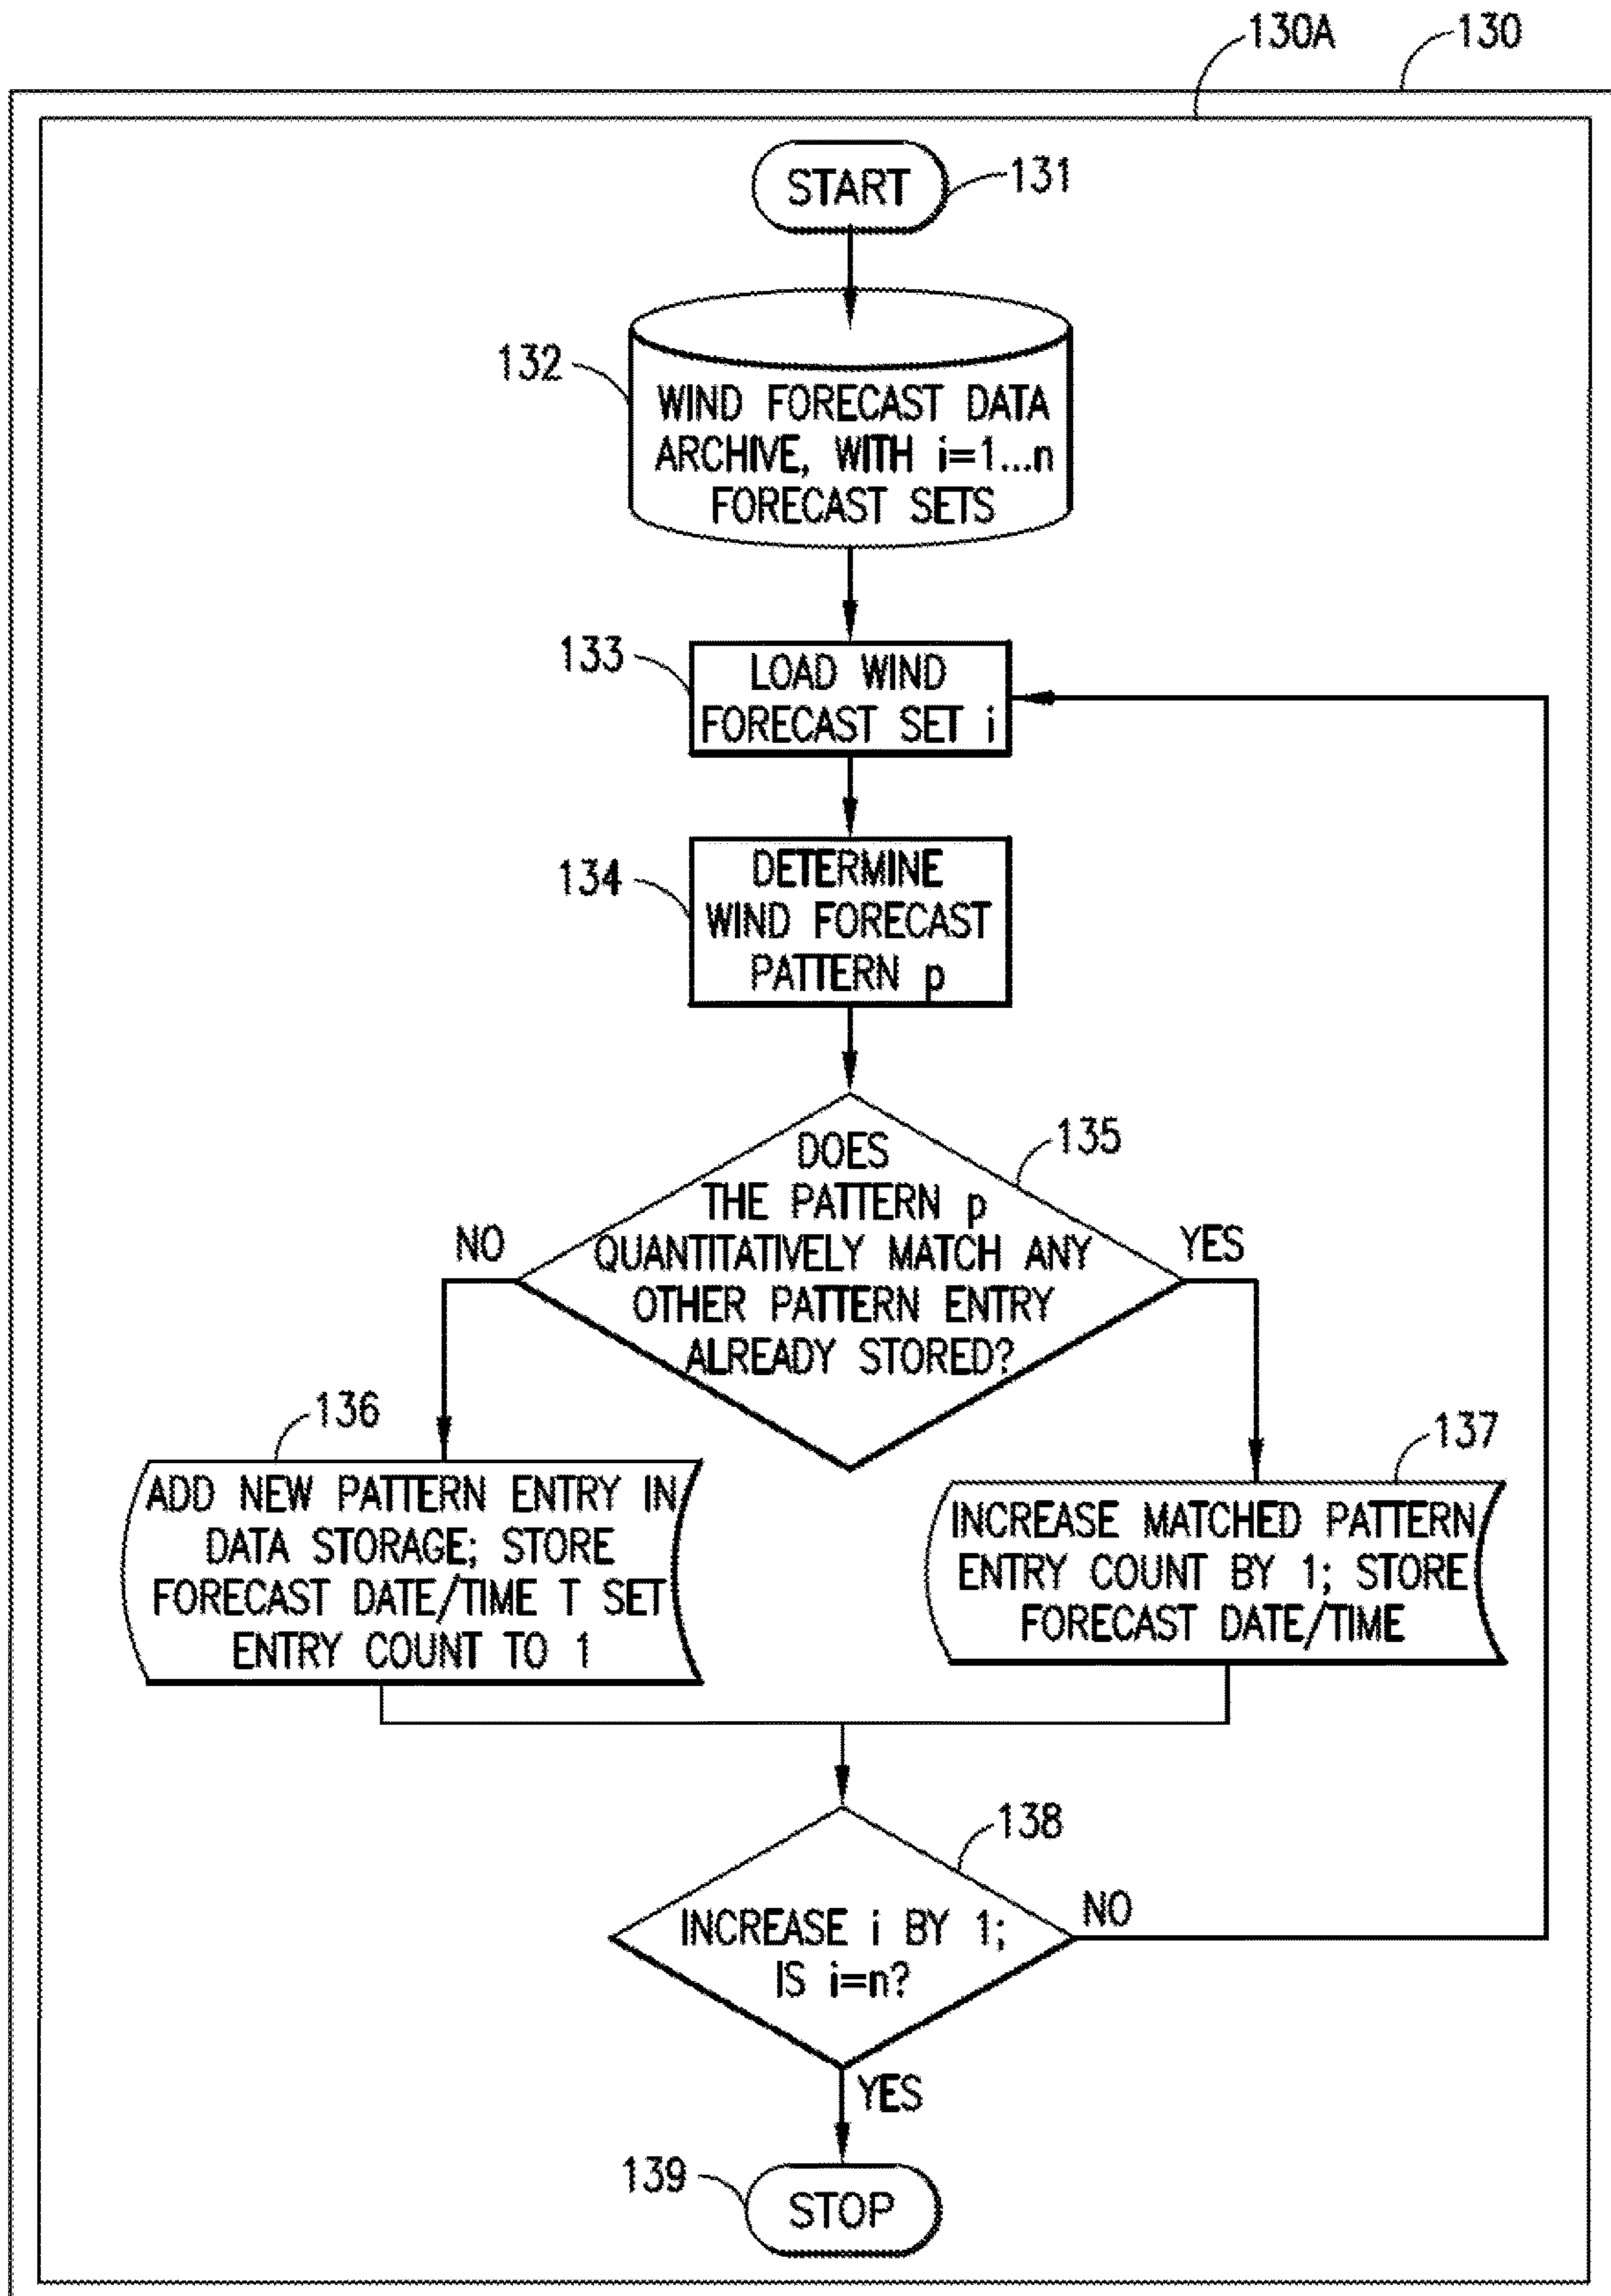 130A
130
START
131
132
WIND FORECAST DATA
ARCHIVE, WITH i=1...n
FORECAST SETS
133
LOAD WIND
FORECAST SET i
134
DETERMINE
WIND FORECAST
PATTERN p
135
DOES
THE PATTERN p
QUANTITATIVELY MATCH ANY
OTHER PATTERN ENTRY
ALREADY STORED?
NO
YES
136
ADD NEW PATTERN ENTRY IN
DATA STORAGE; STORE
FORECAST DATE/TIME T SET
ENTRY COUNT TO 1
137
INCREASE MATCHED PATTERN
ENTRY COUNT BY 1; STORE
FORECAST DATE/TIME
138
INCREASE i BY 1;
IS i=n?
NO
YES
139
STOP